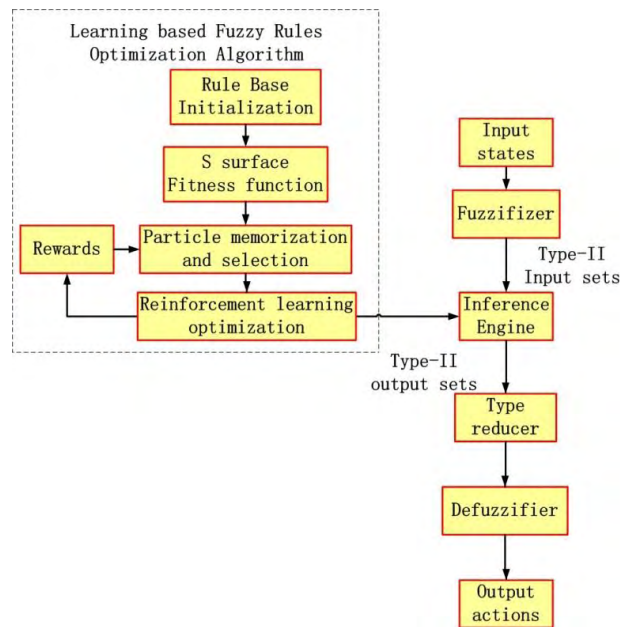 Learning based Fuzzy Rules
Optimization Algorithm
Rule Base
Initialization
S surface
Fitness function
Rewards
Particle memorization
and selection
Reinforcement learning
optimization
Input
states
Fuzzifizer
Type-II
Input sets
Inference
Engine
Type-II
output sets
Type
reducer
Defuzzifier
Output
actions